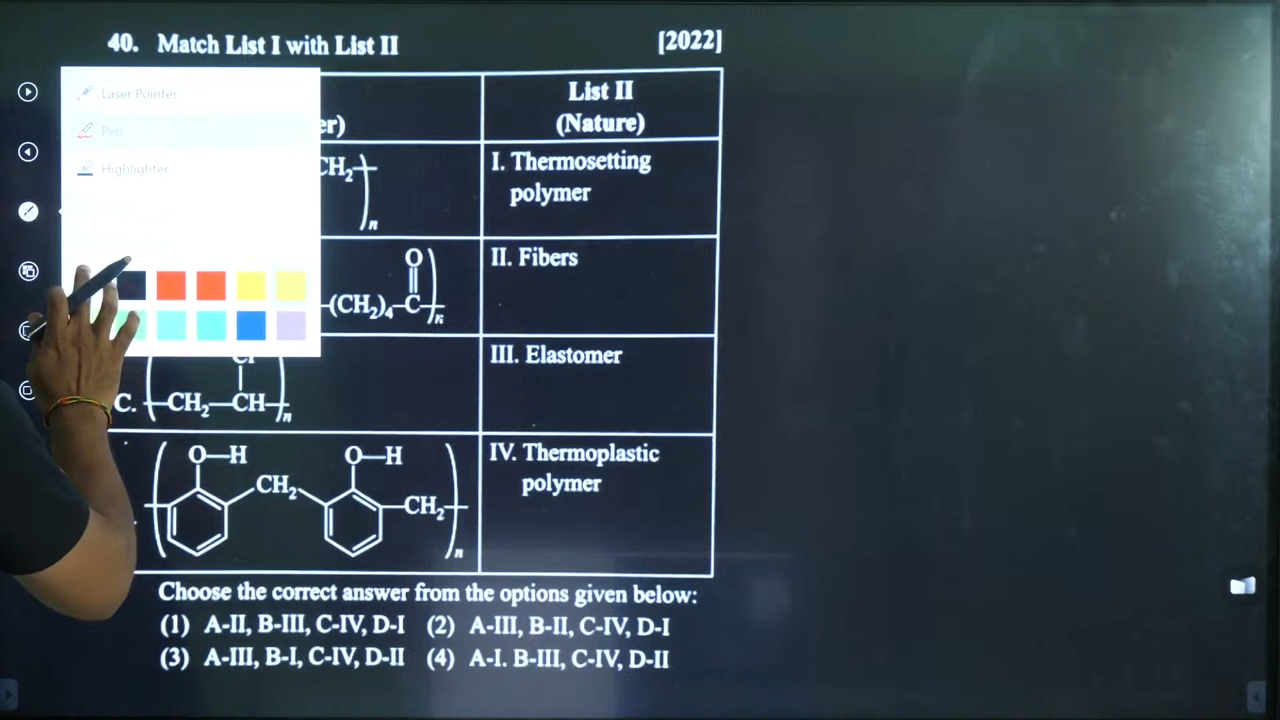 40. Match List I with List II [2022]
Laser Pointer
Pen
Highlighter
List II
(Nature)
er)
CH2
n
I. Thermosetting
polymer
O
(CH2)4 C n
II. Fibers
C. CH2 CH n
III. Elastomer
O—H O—H
CH2 CH2 n
IV. Thermoplastic
polymer
Choose the correct answer from the options given below:
(1) A-II, B-III, C-IV, D-I (2) A-III, B-II, C-IV, D-I
(3) A-III, B-I, C-IV, D-II (4) A-I. B-III, C-IV, D-II